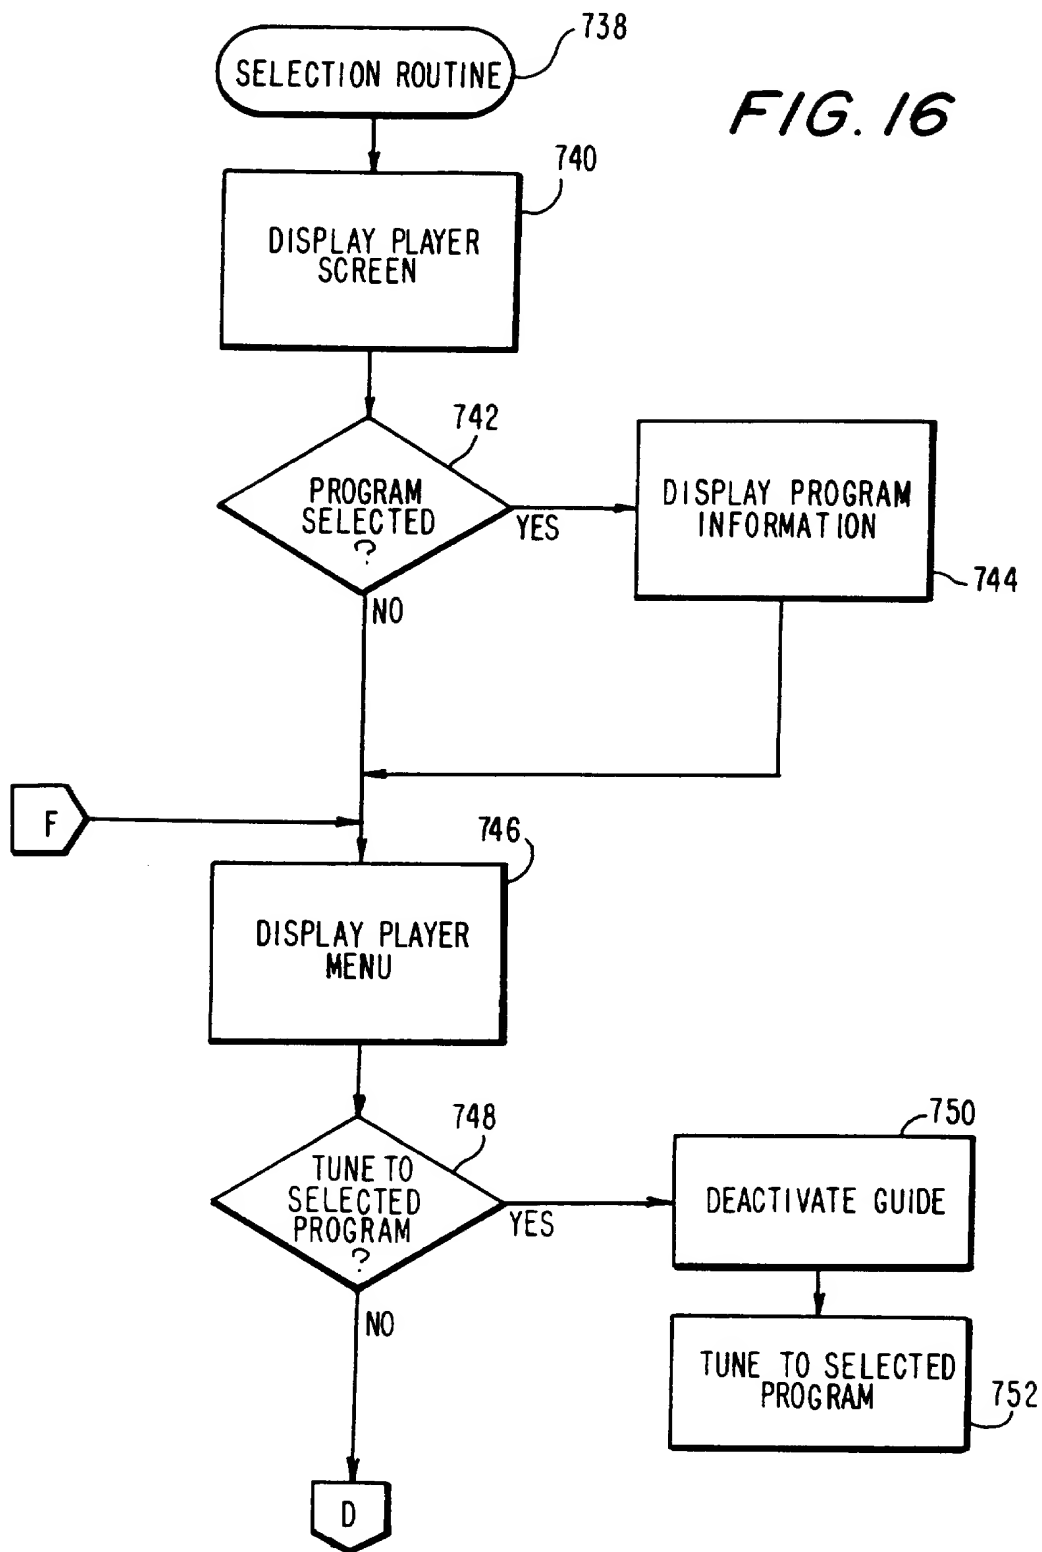 738
SELECTION ROUTINE
FIG. 16
740
DISPLAY PLAYER
SCREEN
742
PROGRAM
SELECTED
?
YES
DISPLAY PROGRAM
INFORMATION
744
NO
F
746
DISPLAY PLAYER
MENU
748
TUNE TO
SELECTED
PROGRAM
?
YES
750
DEACTIVATE GUIDE
NO
TUNE TO SELECTED
PROGRAM
752
D